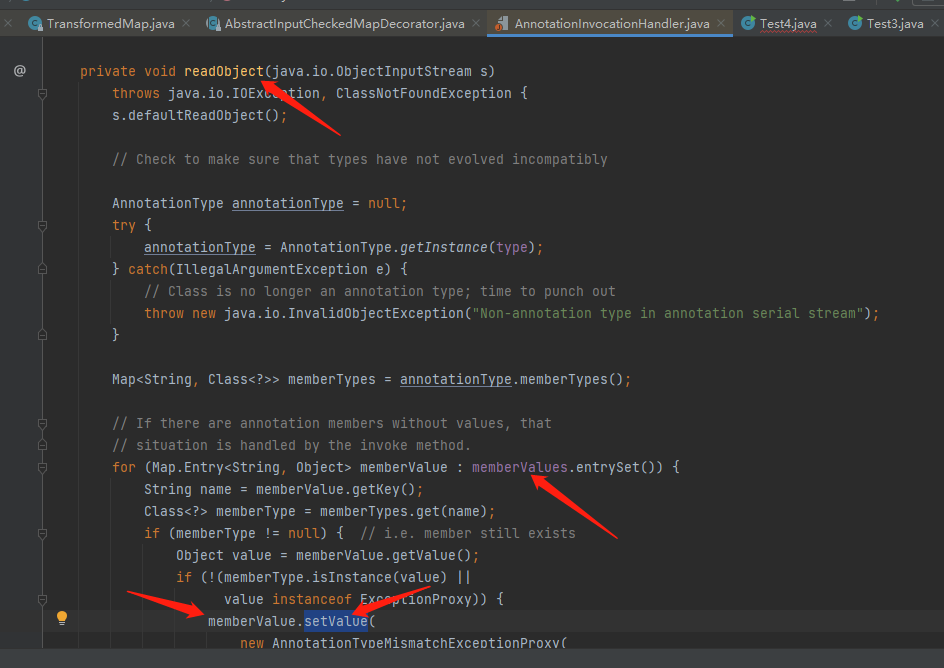 TransformedMap.java AbstractInputCheckedMapDecorator.java AnnotationInvocationHandler.java Test4.java Test3.java
@ private void readObject(java.io.ObjectInputStream s)
throws java.io.IOException, ClassNotFoundException {
s.defaultReadObject();
// Check to make sure that types have not evolved incompatibly
AnnotationType annotationType = null;
try {
annotationType = AnnotationType.getInstance(type);
} catch(IllegalArgumentException e) {
// Class is no longer an annotation type; time to punch out
throw new java.io.InvalidObjectException("Non-annotation type in annotation serial stream");
}
Map<String, Class<?>> memberTypes = annotationType.memberTypes();
// If there are annotation members without values, that
// situation is handled by the invoke method.
for (Map.Entry<String, Object> memberValue : memberValues.entrySet()) {
String name = memberValue.getKey();
Class<?> memberType = memberTypes.get(name);
if (memberType != null) {  // i.e. member still exists
Object value = memberValue.getValue();
if (!(memberType.isInstance(value) ||
value instanceof ExceptionProxy)) {
memberValue.setValue(
new AnnotationTypeMismatchExceptionProxy(